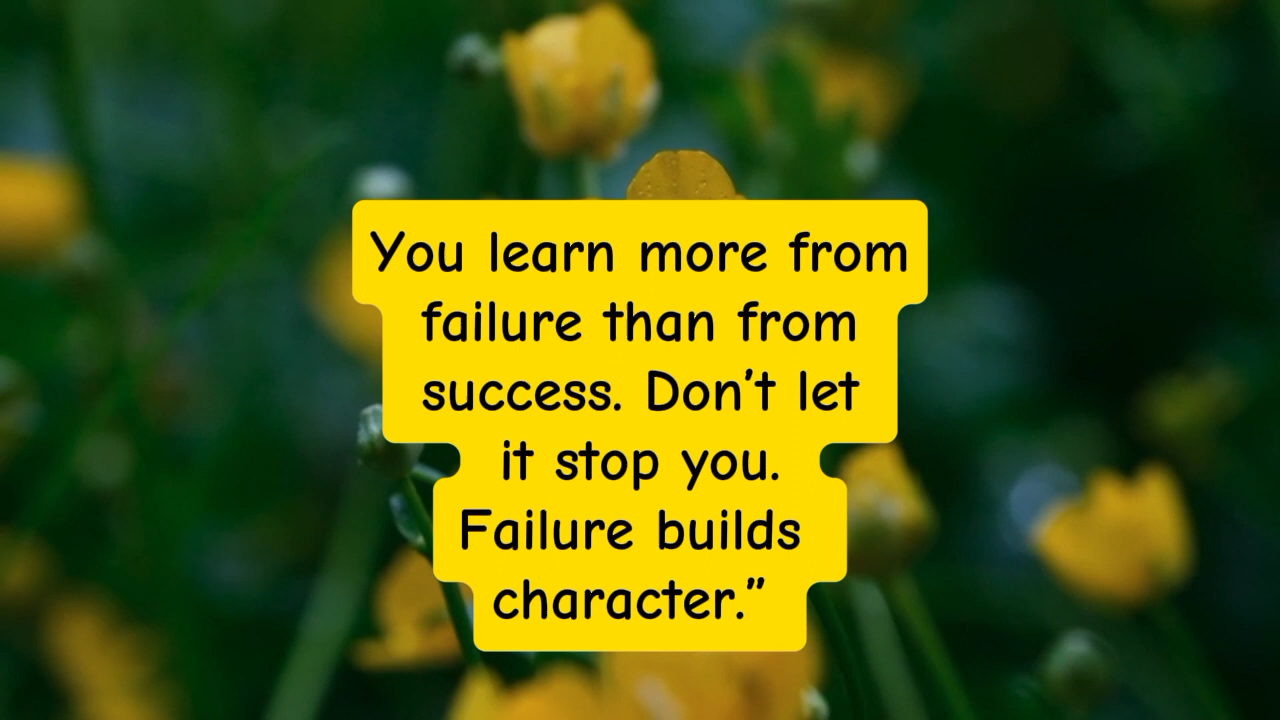 You learn more from
failure than from
success. Don’t let
it stop you.
Failure builds
character.”